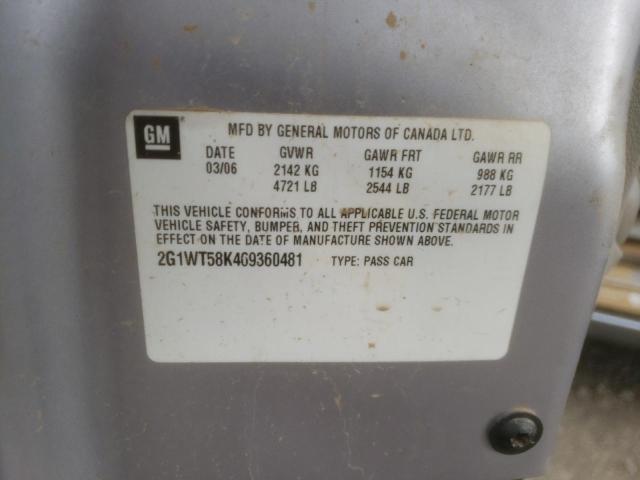 GM
MFD BY GENERAL MOTORS OF CANADA LTD.
DATE GVWR GAWR FRT GAWR RR
03/06 2142 KG 1154 KG 988 KG
4721 LB 2544 LB 2177 LB
THIS VEHICLE CONFORMS TO ALL APPLICABLE U.S. FEDERAL MOTOR
VEHICLE SAFETY, BUMPER, AND THEFT PREVENTION STANDARDS IN
EFFECT ON THE DATE OF MANUFACTURE SHOWN ABOVE.
2G1WT58K469360481 TYPE: PASS CAR